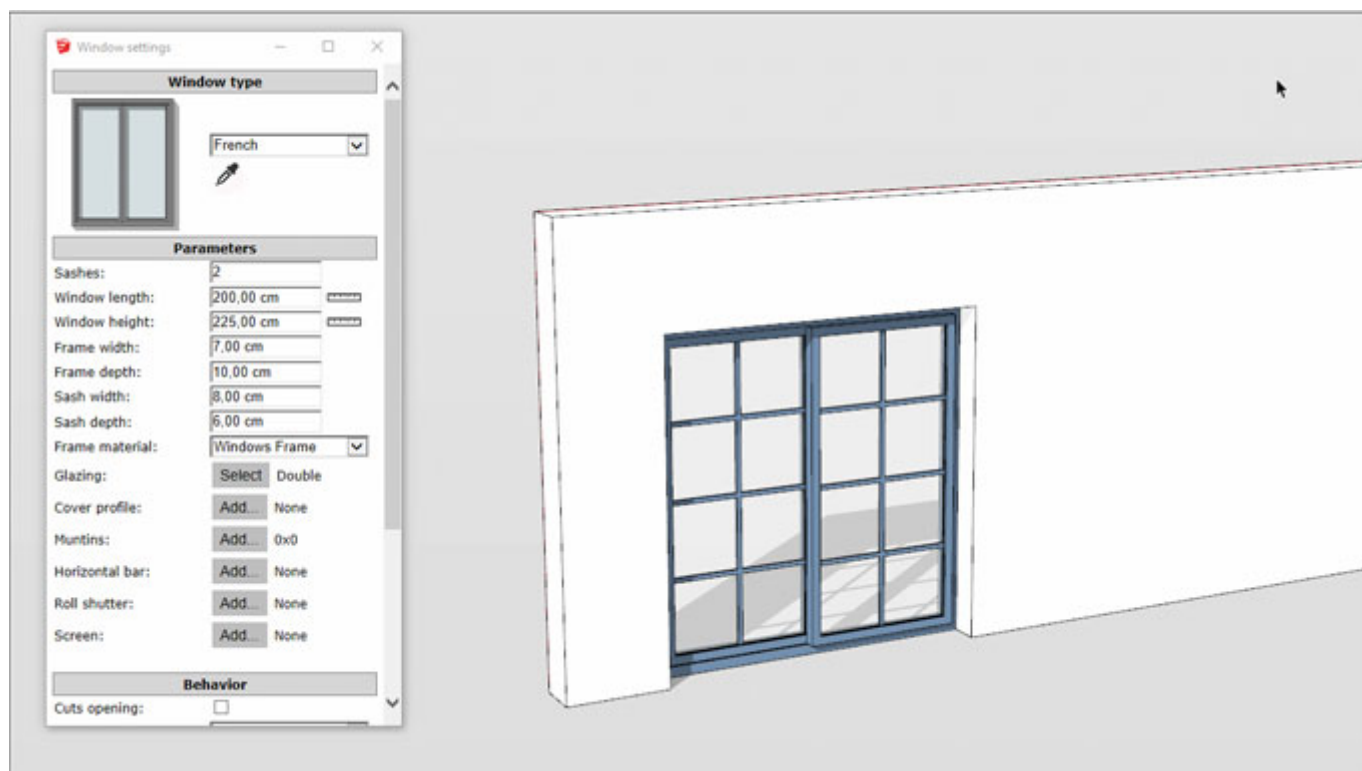 Window settings
Window type
French
Parameters
Sashes: 2
Window length: 200,00 cm
Window height: 225,00 cm
Frame width: 7,00 cm
Frame depth: 10,00 cm
Sash width: 8,00 cm
Sash depth: 6,00 cm
Frame material: Windows Frame
Glazing: Select Double
Cover profile: Add... None
Muntins: Add... 0x0
Horizontal bar: Add... None
Roll shutter: Add... None
Screen: Add... None
Behavior
Cuts opening: